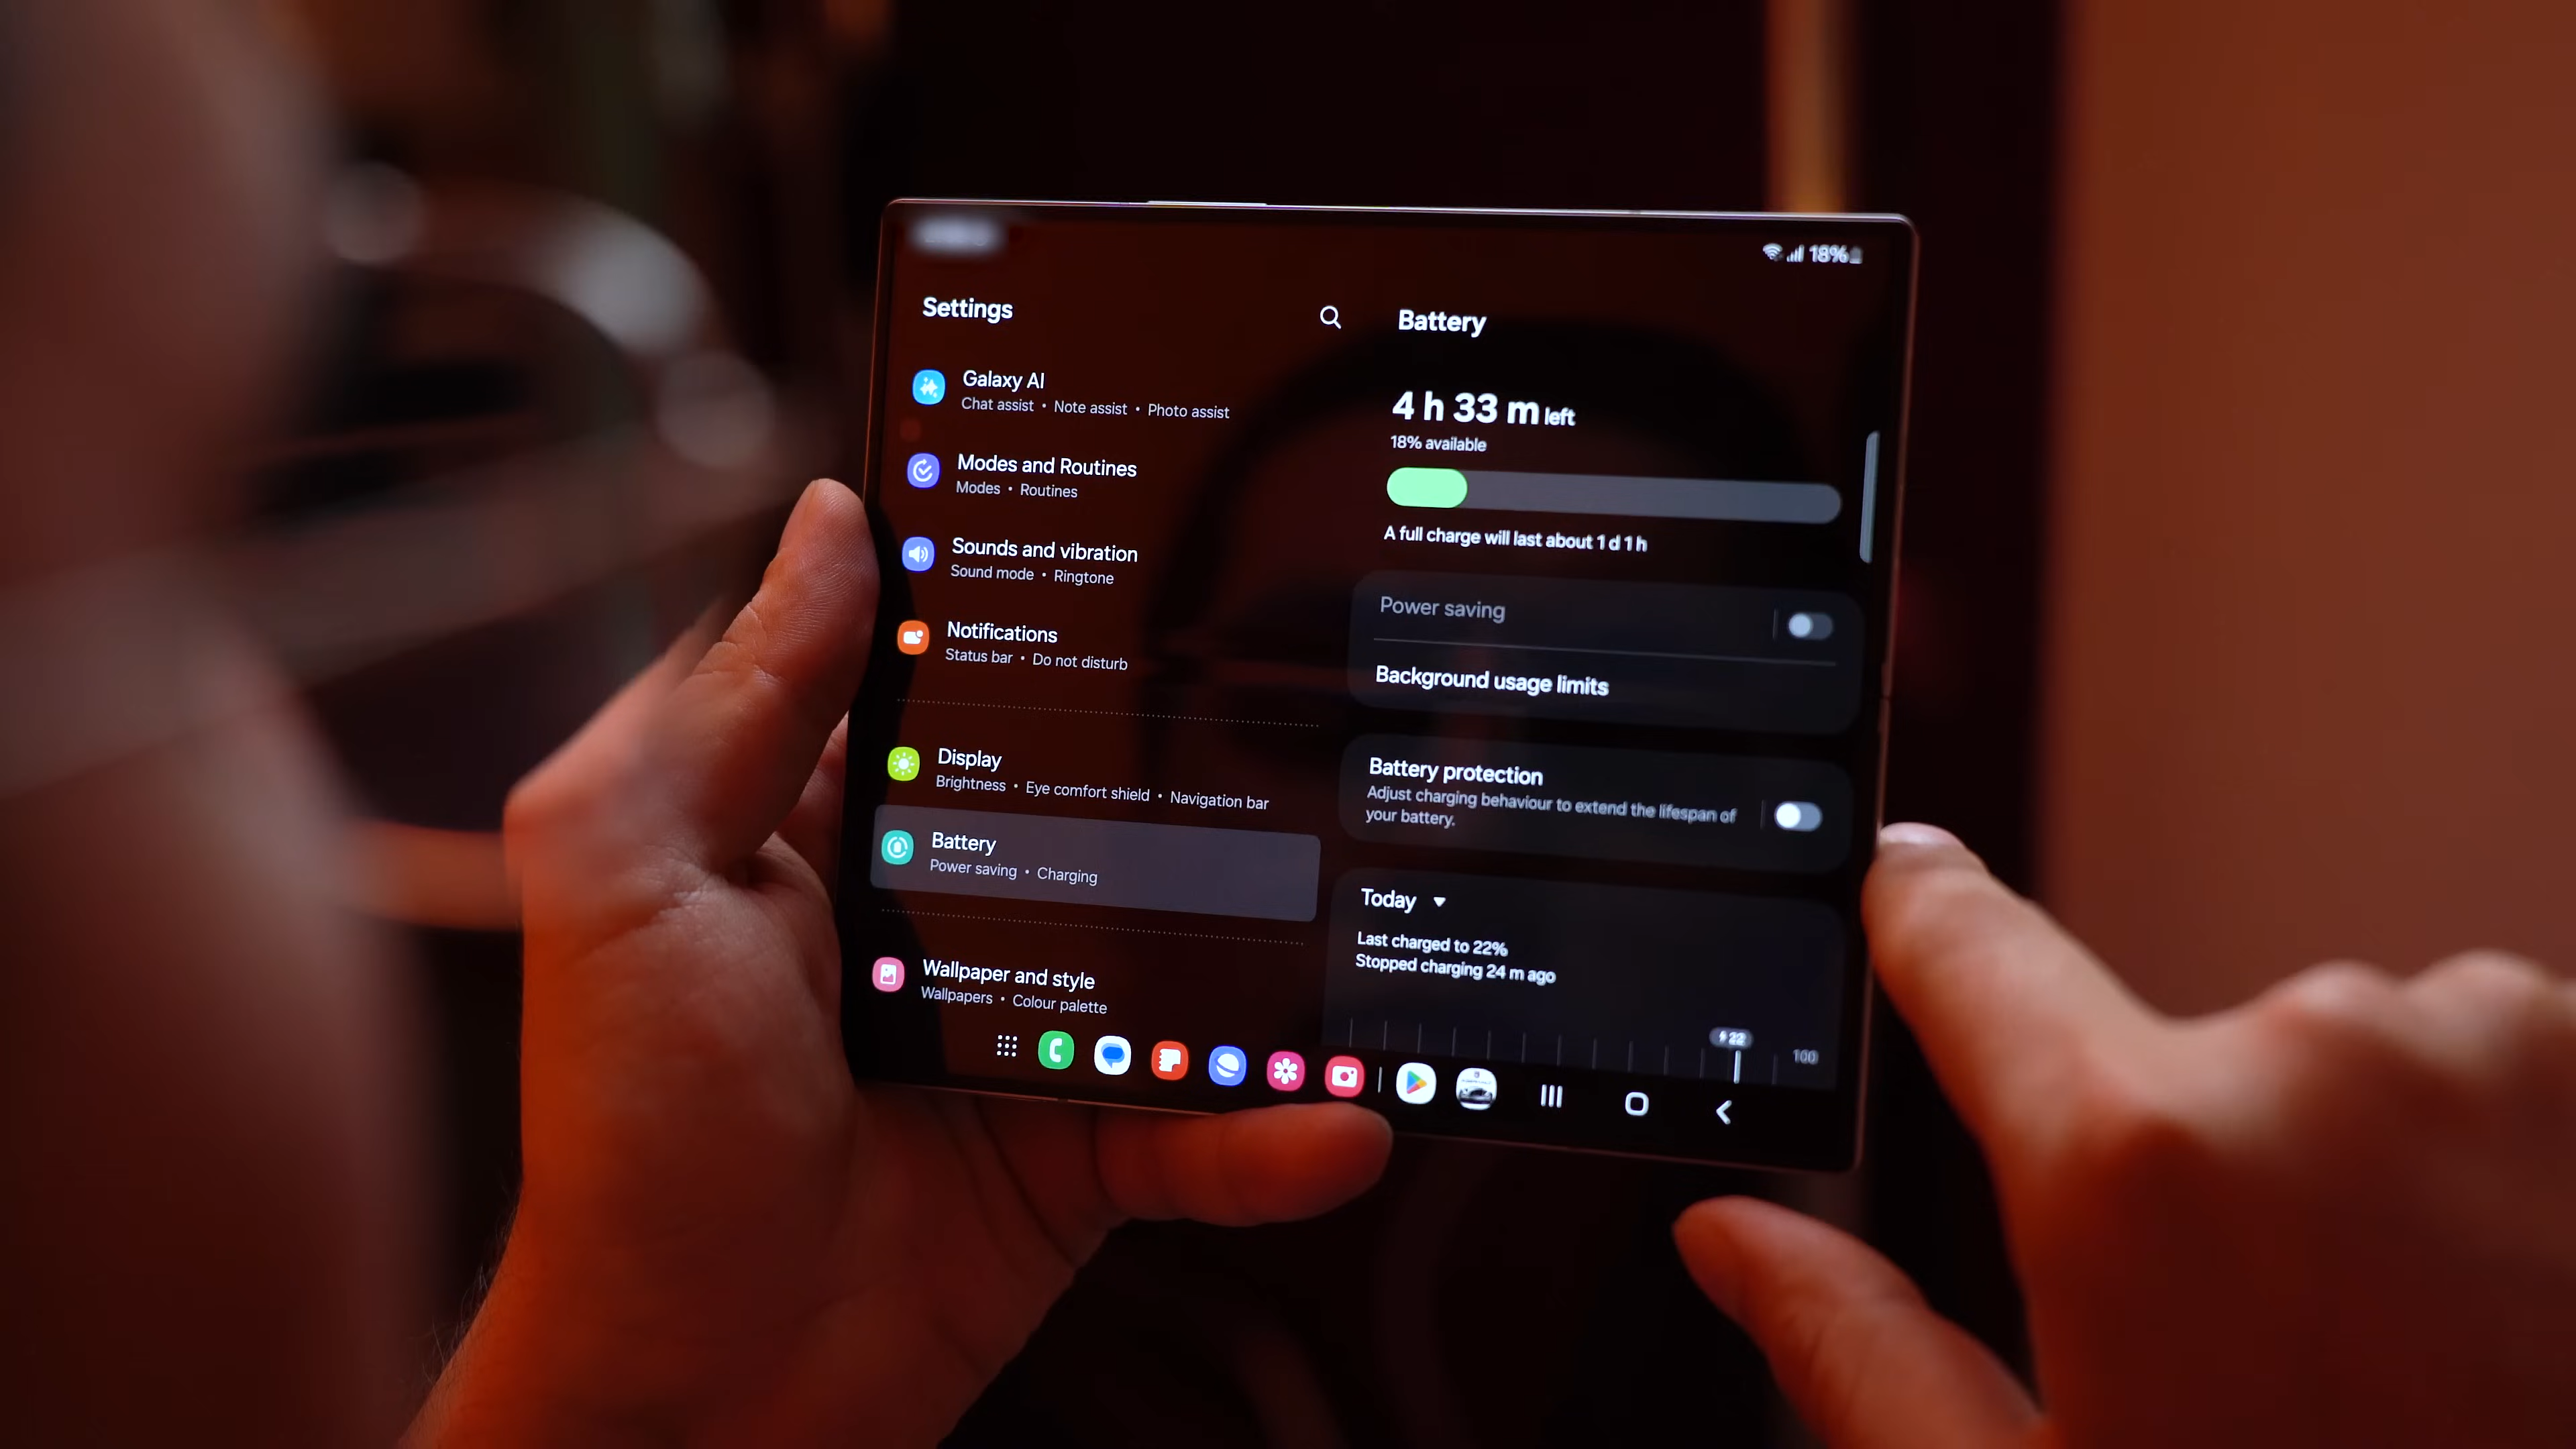 18%
Settings
Galaxy AI
Chat assist • Note assist • Photo assist
Modes and Routines
Modes • Routines
Sounds and vibration
Sound mode • Ringtone
Notifications
Status bar • Do not disturb
Display
Brightness • Eye comfort shield • Navigation bar
Battery
Power saving • Charging
Wallpaper and style
Wallpapers • Colour palette
Battery
4 h 33 m left
18% available
A full charge will last about 1 d 1 h
Power saving
Background usage limits
Battery protection
Adjust charging behaviour to extend the lifespan of
your battery.
Today
Last charged to 22%
Stopped charging 24 m ago
22
100